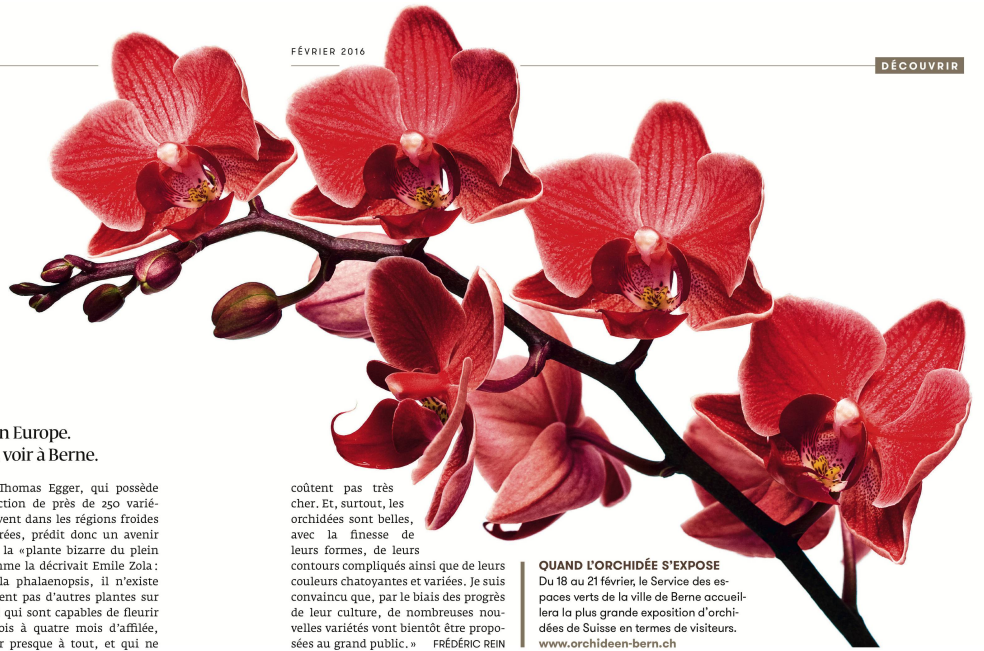 FÉVRIER 2016
DÉCOUVRIR
n Europe.
voir à Berne.
Thomas Egger, qui possède
ction de près de 250 varié-
vent dans les régions froides
rées, prédit donc un avenir
la «plante bizarre du plein
mme la décrivait Emile Zola :
la phalaenopsis, il n’existe
ent pas d’autres plantes sur
qui sont capables de fleurir
ois à quatre mois d’affilée,
r presque à tout, et qui ne
coûtent pas très
cher. Et, surtout, les
orchidées sont belles,
avec la finesse de
leurs formes, de leurs
contours compliqués ainsi que de leurs
couleurs chatoyantes et variées. Je suis
convaincu que, par le biais des progrès
de leur culture, de nombreuses nou-
velles variétés vont bientôt être propo-
sées au grand public. » FRÉDÉRIC REIN
QUAND L’ORCHIDÉE S’EXPOSE
Du 18 au 21 février, le Service des es-
paces verts de la ville de Berne accueil-
lera la plus grande exposition d’orchi-
dées de Suisse en termes de visiteurs.
www.orchideen-bern.ch